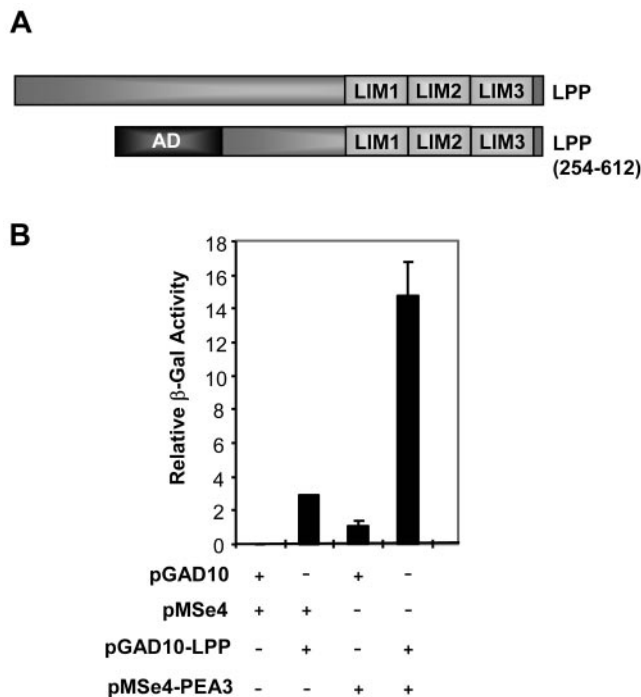 A
LIM1 LIM2 LIM3 LPP
AD LIM1 LIM2 LIM3 LPP
(254-612)
B
Relative β-Gal Activity
18
16
14
12
10
8
6
4
2
0
pGAD10 + - + -
pMSe4 + + - -
pGAD10-LPP - + - +
pMSe4-PEA3 - - + +